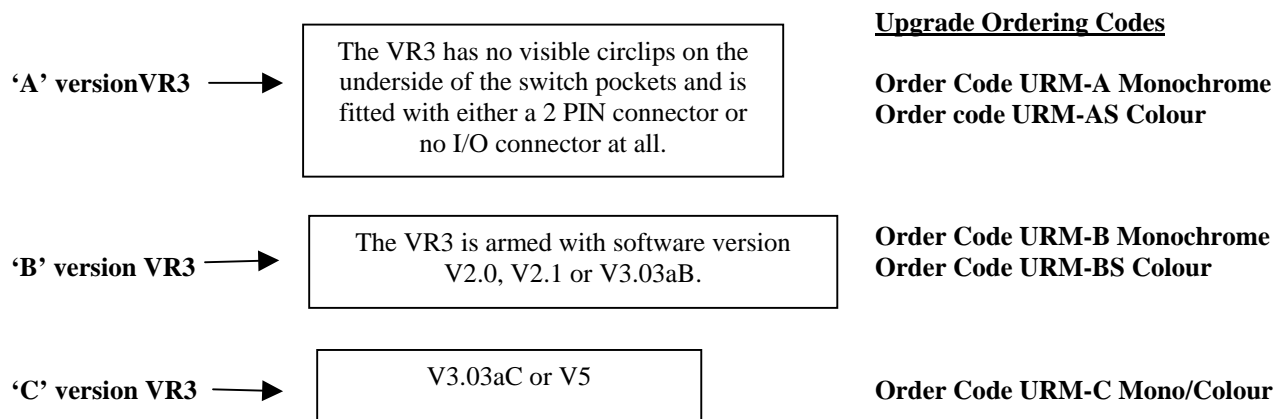 Upgrade Ordering Codes
‘A’ versionVR3
The VR3 has no visible circlips on the
underside of the switch pockets and is
fitted with either a 2 PIN connector or
no I/O connector at all.
Order Code URM-A Monochrome
Order code URM-AS Colour
‘B’ version VR3
The VR3 is armed with software version
V2.0, V2.1 or V3.03aB.
Order Code URM-B Monochrome
Order Code URM-BS Colour
‘C’ version VR3
V3.03aC or V5
Order Code URM-C Mono/Colour